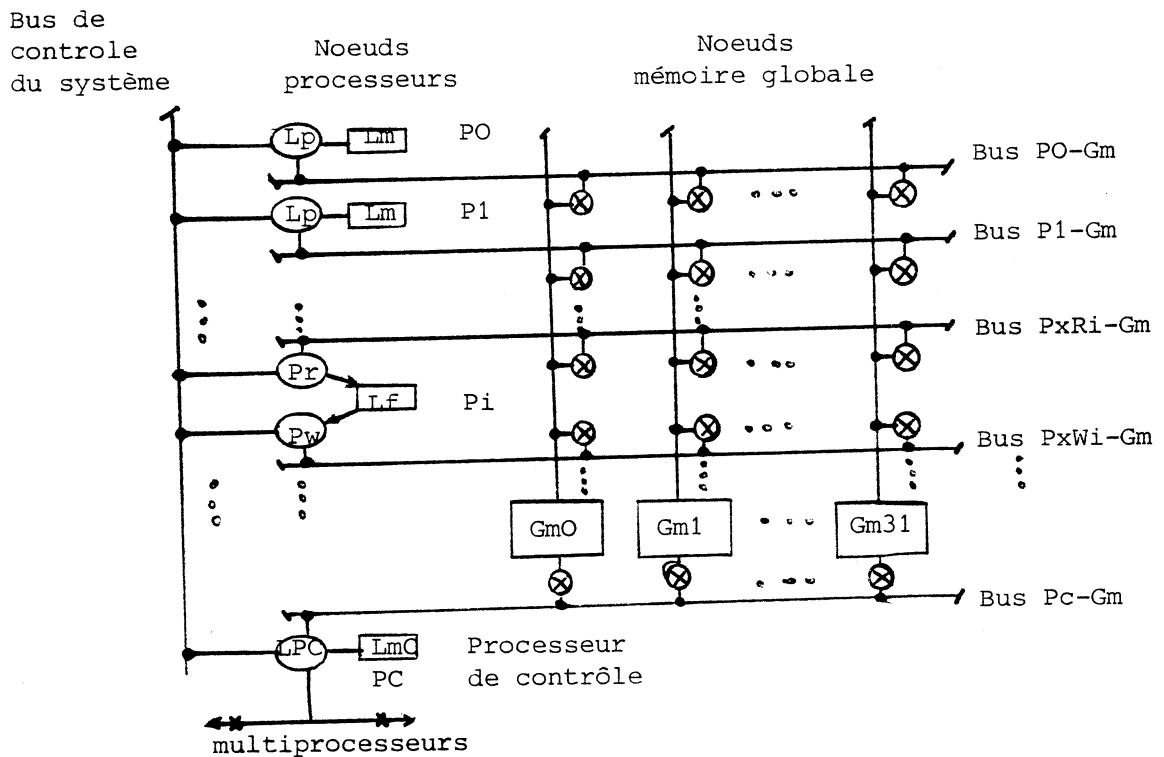 Bus de
controle
du système
Noeuds
processeurs
Noeuds
mémoire globale
Lp
Lm
PO
Bus PO-Gm
Lp
Lm
P1
Bus P1-Gm
Bus PxRi-Gm
Pr
Lf
Pi
Pw
Bus PxWi-Gm
GmO
Gm1
Gm31
Bus Pc-Gm
LPC
LmC
Processeur
PC
de contrôle
multiprocesseurs